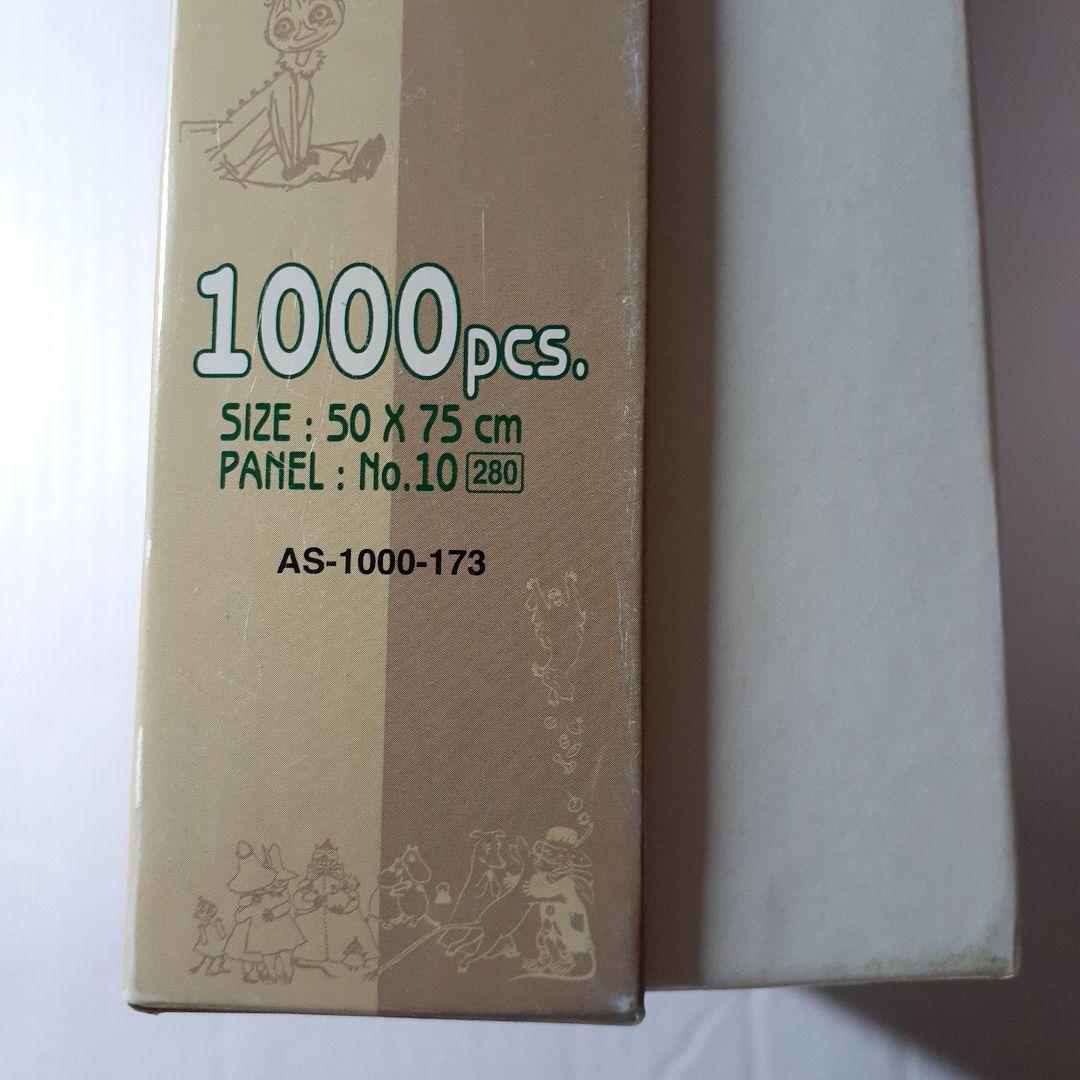 1000pcs.
SIZE : 50 X 75 cm
PANEL : No.10 280
AS-1000-173